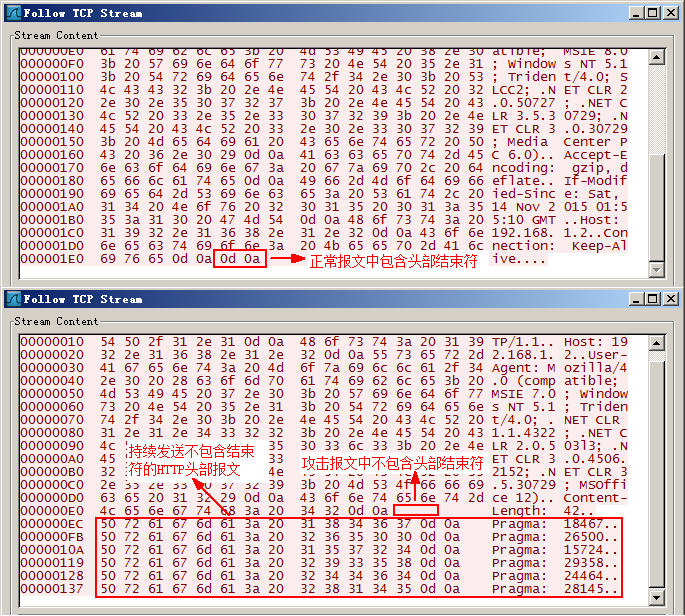 Follow TCP Stream
Stream Content
000000E0 61 74 69 62 6c 65 3b 20 4d 53 49 45 20 38 2e 30 atible; MSIE 8.0
000000F0 3b 20 57 69 6e 64 6f 77 73 20 4e 54 20 35 2e 31 ; Windows NT 5.1
00000100 3b 20 54 72 69 64 65 6e 74 2f 34 2e 30 3b 20 53 ; Trident/4.0; S
00000110 4c 43 43 32 3b 20 2e 4e 45 54 20 43 4c 52 20 32 LCC2; .NET CLR 2
00000120 2e 30 2e 35 30 37 32 37 3b 20 2e 4e 45 54 20 43 .0.50727; .NET C
00000130 4c 52 20 33 2e 35 2e 33 30 37 32 39 3b 20 2e 4e LR 3.5.30729; .N
00000140 45 54 20 43 4c 52 20 33 2e 30 2e 33 30 37 32 39 ET CLR 3.0.30729
00000150 3b 20 4d 65 64 69 61 20 43 65 6e 74 65 72 20 50 ; Media Center P
00000160 43 20 36 2e 30 29 0d 0a 41 63 63 65 70 74 2d 45 C 6.0)..Accept-E
00000170 6e 63 6f 64 69 6e 67 3a 20 67 7a 69 70 2c 20 64 ncoding: gzip, d
00000180 65 66 6c 61 74 65 0d 0a 49 66 2d 4d 6f 64 69 66 eflate..If-Modif
00000190 69 65 64 2d 53 69 6e 63 65 3a 20 53 61 74 2c 20 ied-Since: Sat,
000001A0 31 34 20 4e 6f 76 20 32 30 31 35 20 30 31 3a 35 14 Nov 2015 01:5
000001B0 35 3a 31 30 20 47 4d 54 0d 0a 48 6f 73 74 3a 20 5:10 GMT..Host:
000001C0 31 39 32 2e 31 36 38 2e 31 2e 32 0d 0a 43 6f 6e 192.168.1.2..Con
000001D0 6e 65 63 74 69 6f 6e 3a 20 4b 65 65 70 2d 41 6c nection: Keep-Al
000001E0 69 76 65 0d 0a 0d 0a 正常报文中包含头部结束符 ive....
Follow TCP Stream
Stream Content
00000010 54 50 2f 31 2e 31 0d 0a 48 6f 73 74 3a 20 31 39 TP/1.1..Host: 19
00000020 32 2e 31 36 38 2e 31 2e 32 0d 0a 55 73 65 72 2d 2.168.1.2..User-
00000030 41 67 65 6e 74 3a 20 4d 6f 7a 69 6c 6c 61 2f 34 Agent: Mozilla/4
00000040 2e 30 20 28 63 6f 6d 70 61 74 69 62 6c 65 3b 20 .0 (compatible;
00000050 4d 53 49 45 20 37 2e 30 3b 20 57 69 6e 64 6f 77 MSIE 7.0; Window
00000060 73 20 4e 54 20 35 2e 31 3b 20 54 72 69 64 65 6e s NT 5.1; Triden
00000070 74 2f 34 2e 30 3b 20 2e 4e 45 54 20 43 4c 52 20 t/4.0; .NET CLR
00000080 31 2e 31 2e 34 33 32 32 3b 20 2e 4e 45 54 20 43 1.1.4322; .NET C
00000090 4c 35 30 33 6c 33 3b 20 2e 4e LR 2.0.50l3; .N
000000A0 45 ET CLR 3.0.4506.
000000B0 32 2152; .NET CLR 3
持续发送不包含结束
符的HTTP头部报文
攻击报文中不包含头部结束符
000000C0 2e 35 2e 33 30 37 32 39 3b 20 4d 53 4f 66 66 69 .5.30729; MSOffi
000000D0 63 65 20 31 32 29 0d 0a 43 6f 6e 74 65 6e 74 2d ce 12)..Content-
000000E0 4c 65 6e 67 74 68 3a 20 34 32 0d 0a Length: 42..
000000EC 50 72 61 67 6d 61 3a 20 31 38 34 36 37 0d 0a Pragma: 18467..
000000FB 50 72 61 67 6d 61 3a 20 32 36 35 30 30 0d 0a Pragma: 26500..
0000010A 50 72 61 67 6d 61 3a 20 31 35 37 32 34 0d 0a Pragma: 15724..
00000119 50 72 61 67 6d 61 3a 20 32 39 33 35 38 0d 0a Pragma: 29358..
00000128 50 72 61 67 6d 61 3a 20 32 34 34 36 34 0d 0a Pragma: 24464..
00000137 50 72 61 67 6d 61 3a 20 32 38 31 34 35 0d 0a Pragma: 28145..